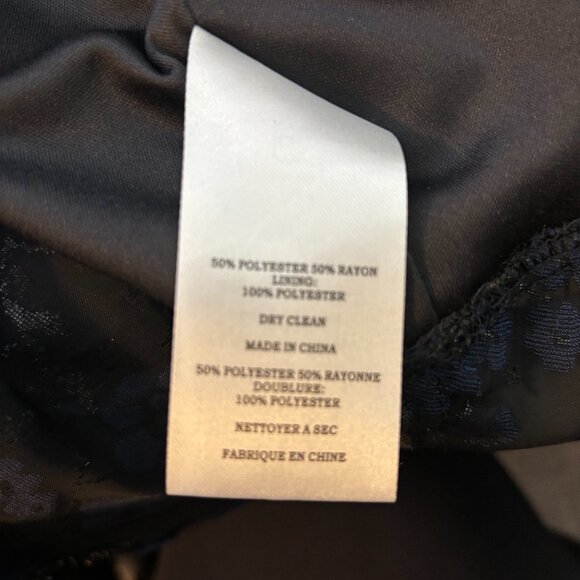 50% POLYESTER 50% RAYON
LINING:
100% POLYESTER
DRY CLEAN
MADE IN CHINA
50% POLYESTER 50% RAYONNE
DOUBLURE:
100% POLYESTER
NETTOYER A SEC
FABRIQUE EN CHINE